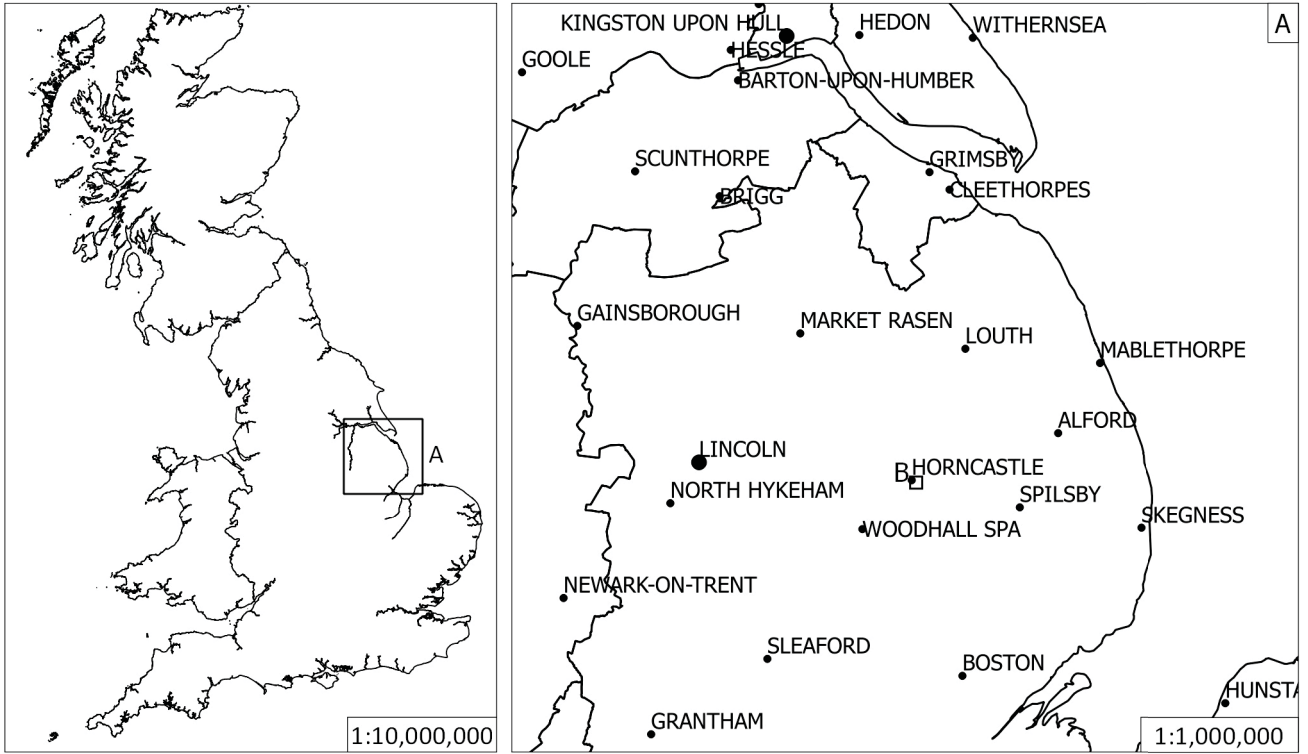 A
1:10,000,000
A
KINGSTON UPON HULL
HEDON
WITHERNSEA
HESSLE
GOOLE
BARTON-UPON-HUMBER
SCUNTHORPE
GRIMSBY
BRIGG
CLEETHORPES
GAINSBOROUGH
MARKET RASEN
LOUTH
MABLETHORPE
ALFORD
LINCOLN
B
HORNCASTLE
NORTH HYKEHAM
SPILSBY
SKEGNESS
WOODHALL SPA
NEWARK-ON-TRENT
SLEAFORD
BOSTON
HUNSTA
GRANTHAM
1:1,000,000